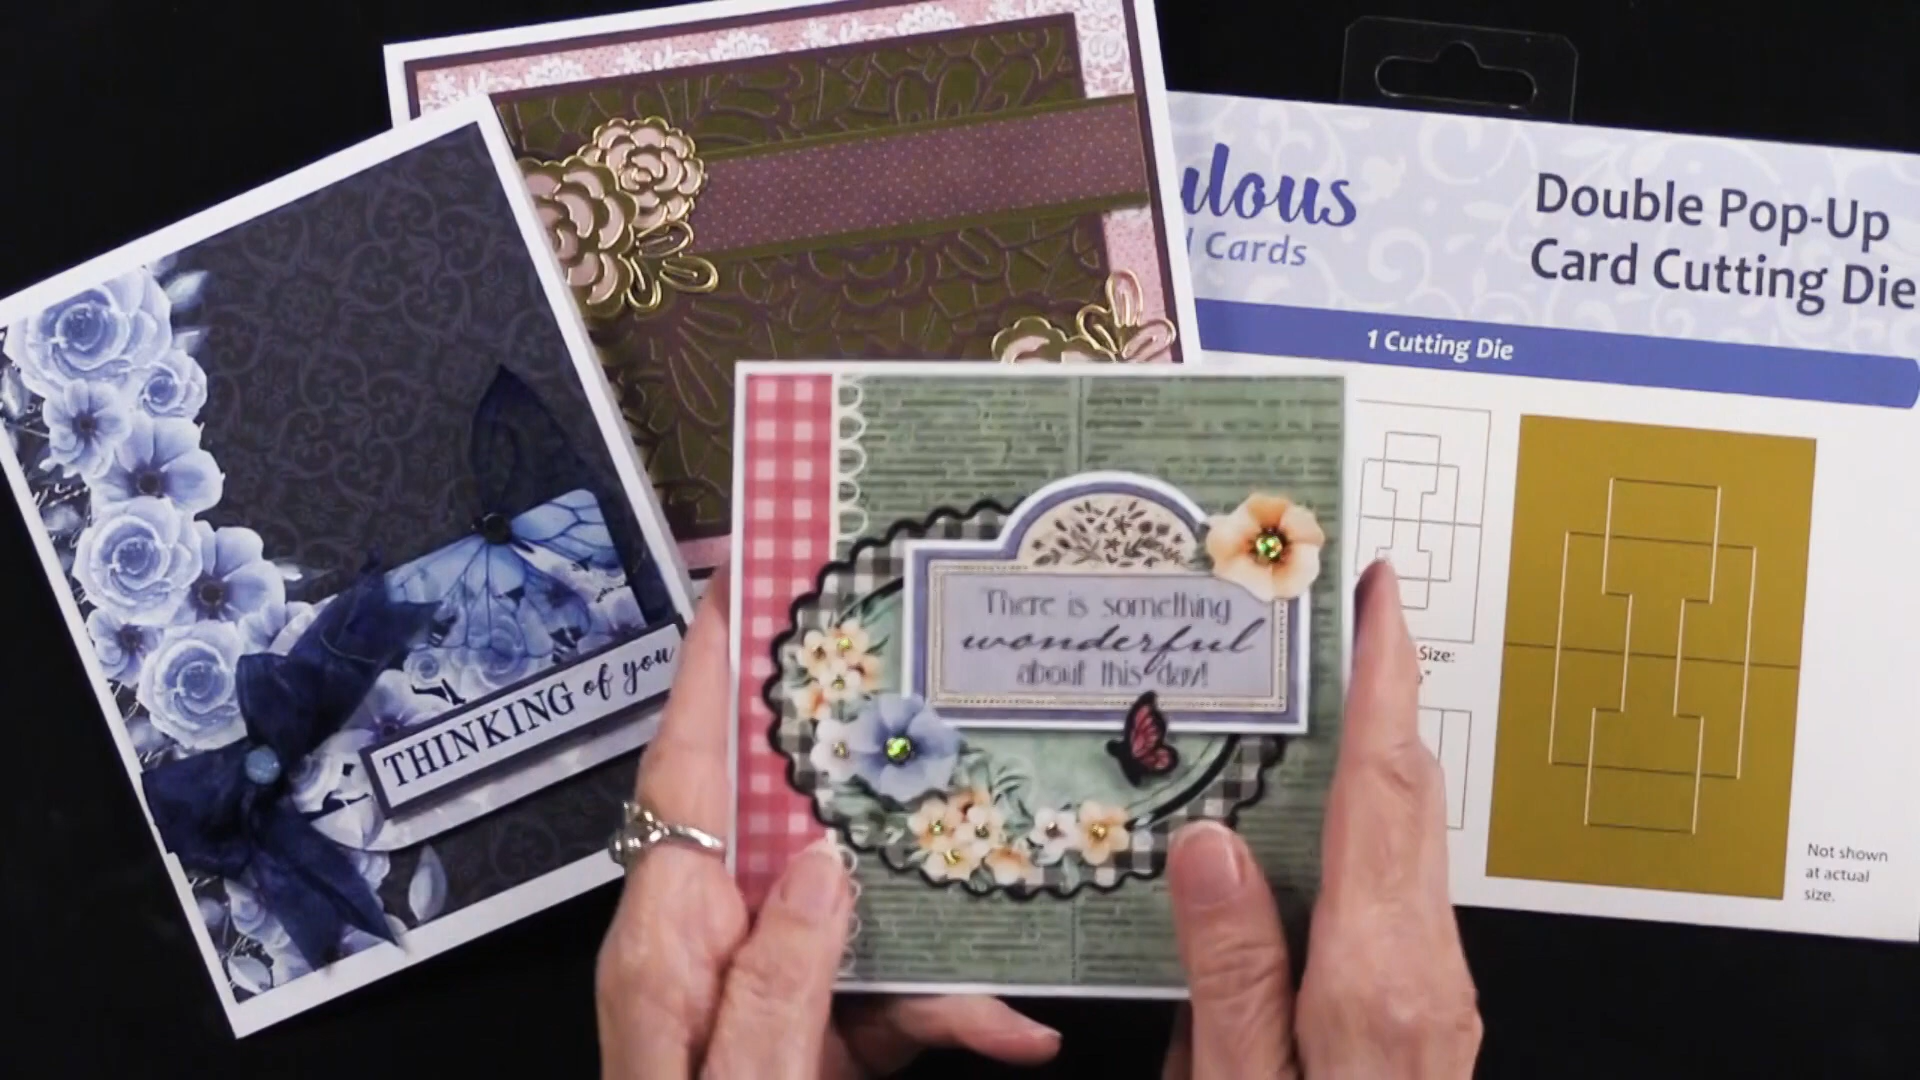 THINKING of you
ulous
Cards
Double Pop-Up
Card Cutting Die
1 Cutting Die
There is something
wonderful
about this day!
Size:
Not shown
at actual
size.